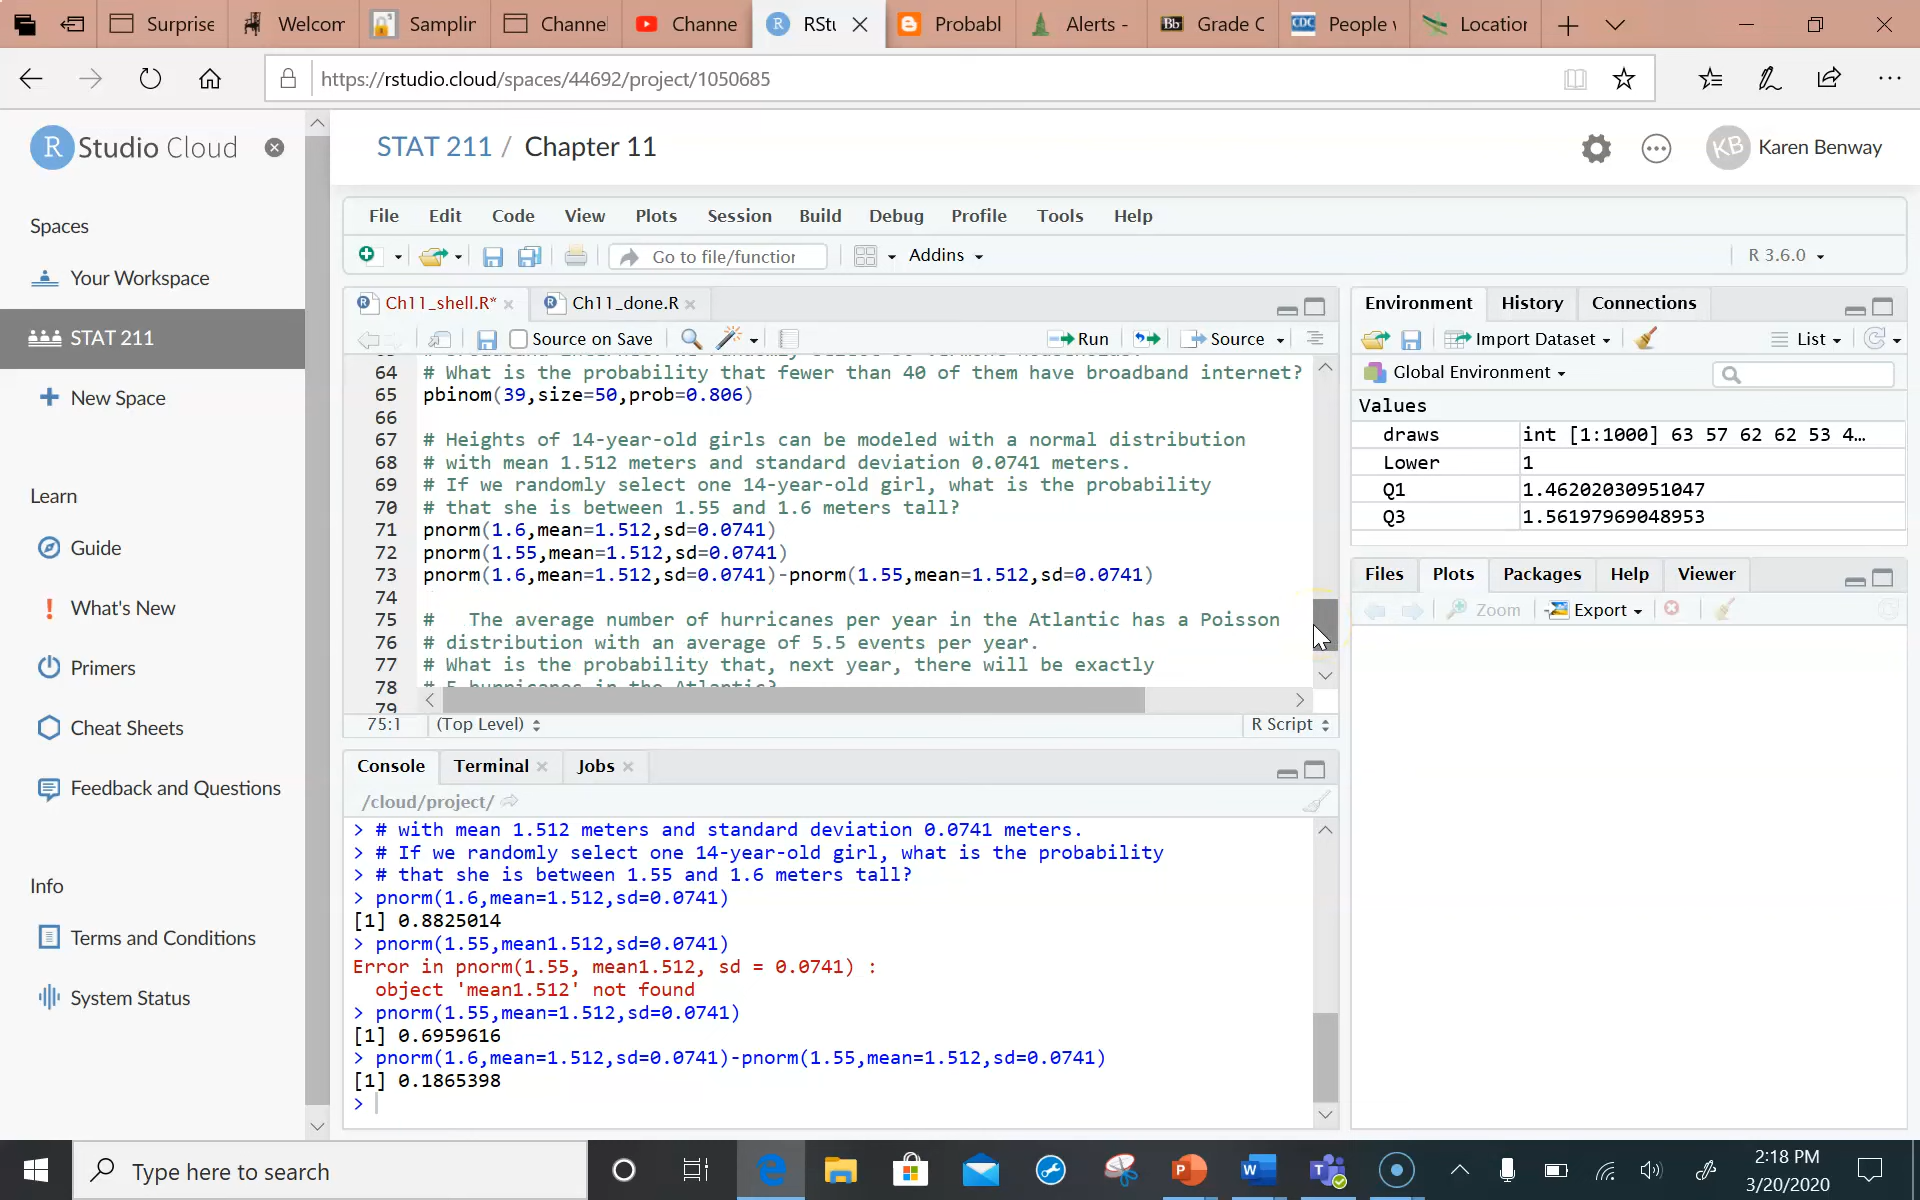 Surprise
Welcom
Samplin
Channe
Channe
RStu
Probabl
Alerts -
Bb Grade C
CDC People v
Location
https://rstudio.cloud/spaces/44692/project/1050685
R Studio Cloud
STAT 211 / Chapter 11
KB Karen Benway
Spaces
Your Workspace
STAT 211
New Space
Learn
Guide
What's New
Primers
Cheat Sheets
Feedback and Questions
Info
Terms and Conditions
System Status
File Edit Code View Plots Session Build Debug Profile Tools Help
Go to file/function Addins R 3.6.0
Ch11_shell.R* Ch11_done.R
Source on Save Run Source
64 # What is the probability that fewer than 40 of them have broadband internet?
65 pbinom(39,size=50,prob=0.806)
66
67 # Heights of 14-year-old girls can be modeled with a normal distribution
68 # with mean 1.512 meters and standard deviation 0.0741 meters.
69 # If we randomly select one 14-year-old girl, what is the probability
70 # that she is between 1.55 and 1.6 meters tall?
71 pnorm(1.6,mean=1.512,sd=0.0741)
72 pnorm(1.55,mean=1.512,sd=0.0741)
73 pnorm(1.6,mean=1.512,sd=0.0741)-pnorm(1.55,mean=1.512,sd=0.0741)
74
75 # The average number of hurricanes per year in the Atlantic has a Poisson
76 # distribution with an average of 5.5 events per year.
77 # What is the probability that, next year, there will be exactly
78 # 5 hurricanes in the Atlantic?
79
75:1 (Top Level) R Script
Console Terminal Jobs
/cloud/project/
> # with mean 1.512 meters and standard deviation 0.0741 meters.
> # If we randomly select one 14-year-old girl, what is the probability
> # that she is between 1.55 and 1.6 meters tall?
> pnorm(1.6,mean=1.512,sd=0.0741)
[1] 0.8825014
> pnorm(1.55,mean1.512,sd=0.0741)
Error in pnorm(1.55, mean1.512, sd = 0.0741) :
object 'mean1.512' not found
> pnorm(1.55,mean=1.512,sd=0.0741)
[1] 0.6959616
> pnorm(1.6,mean=1.512,sd=0.0741)-pnorm(1.55,mean=1.512,sd=0.0741)
[1] 0.1865398
>
Environment History Connections
Import Dataset List
Global Environment
Values
draws int [1:1000] 63 57 62 62 53 4…
Lower 1
Q1 1.46202030951047
Q3 1.56197969048953
Files Plots Packages Help Viewer
Zoom Export
Type here to search
2:18 PM
3/20/2020